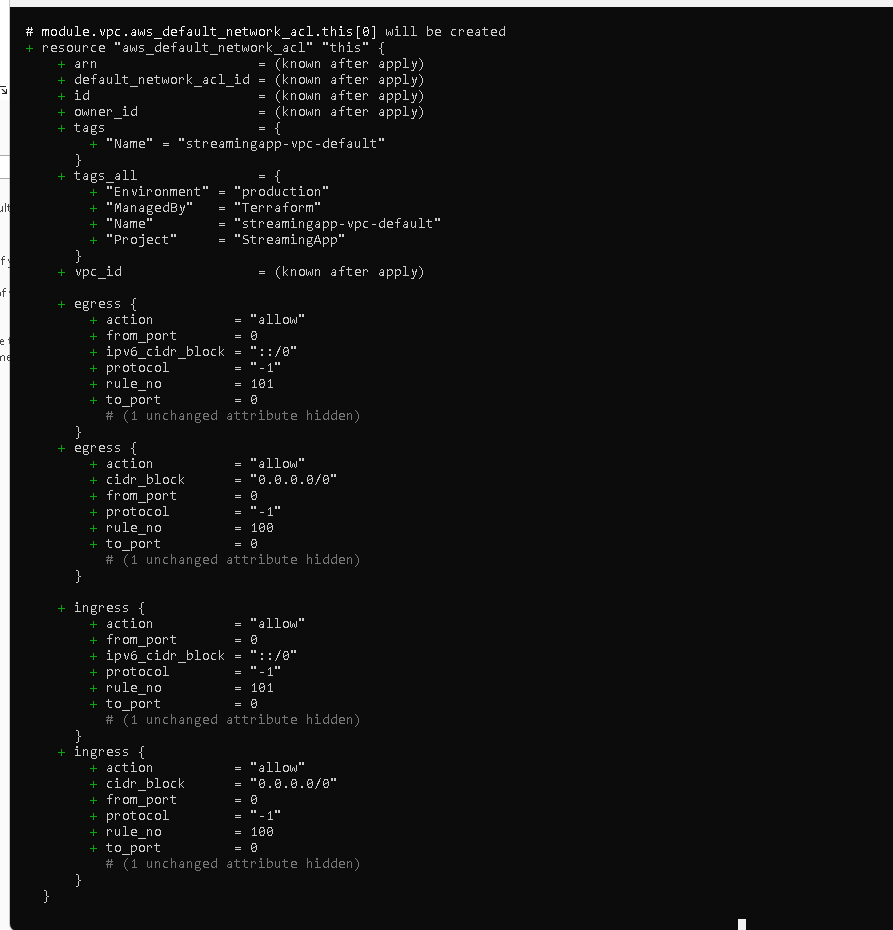 # module.vpc.aws_default_network_acl.this[0] will be created
+ resource "aws_default_network_acl" "this" {
    + arn                    = (known after apply)
    + default_network_acl_id = (known after apply)
    + id                     = (known after apply)
    + owner_id               = (known after apply)
    + tags                   = {
        + "Name" = "streamingapp-vpc-default"
      }
    + tags_all               = {
        + "Environment" = "production"
        + "ManagedBy"   = "Terraform"
        + "Name"        = "streamingapp-vpc-default"
        + "Project"     = "StreamingApp"
      }
    + vpc_id                 = (known after apply)

    + egress {
        + action          = "allow"
        + from_port       = 0
        + ipv6_cidr_block = "::/0"
        + protocol        = "-1"
        + rule_no         = 101
        + to_port         = 0
          # (1 unchanged attribute hidden)
      }
    + egress {
        + action          = "allow"
        + cidr_block      = "0.0.0.0/0"
        + from_port       = 0
        + protocol        = "-1"
        + rule_no         = 100
        + to_port         = 0
          # (1 unchanged attribute hidden)
      }

    + ingress {
        + action          = "allow"
        + from_port       = 0
        + ipv6_cidr_block = "::/0"
        + protocol        = "-1"
        + rule_no         = 101
        + to_port         = 0
          # (1 unchanged attribute hidden)
      }
    + ingress {
        + action          = "allow"
        + cidr_block      = "0.0.0.0/0"
        + from_port       = 0
        + protocol        = "-1"
        + rule_no         = 100
        + to_port         = 0
          # (1 unchanged attribute hidden)
      }
  }